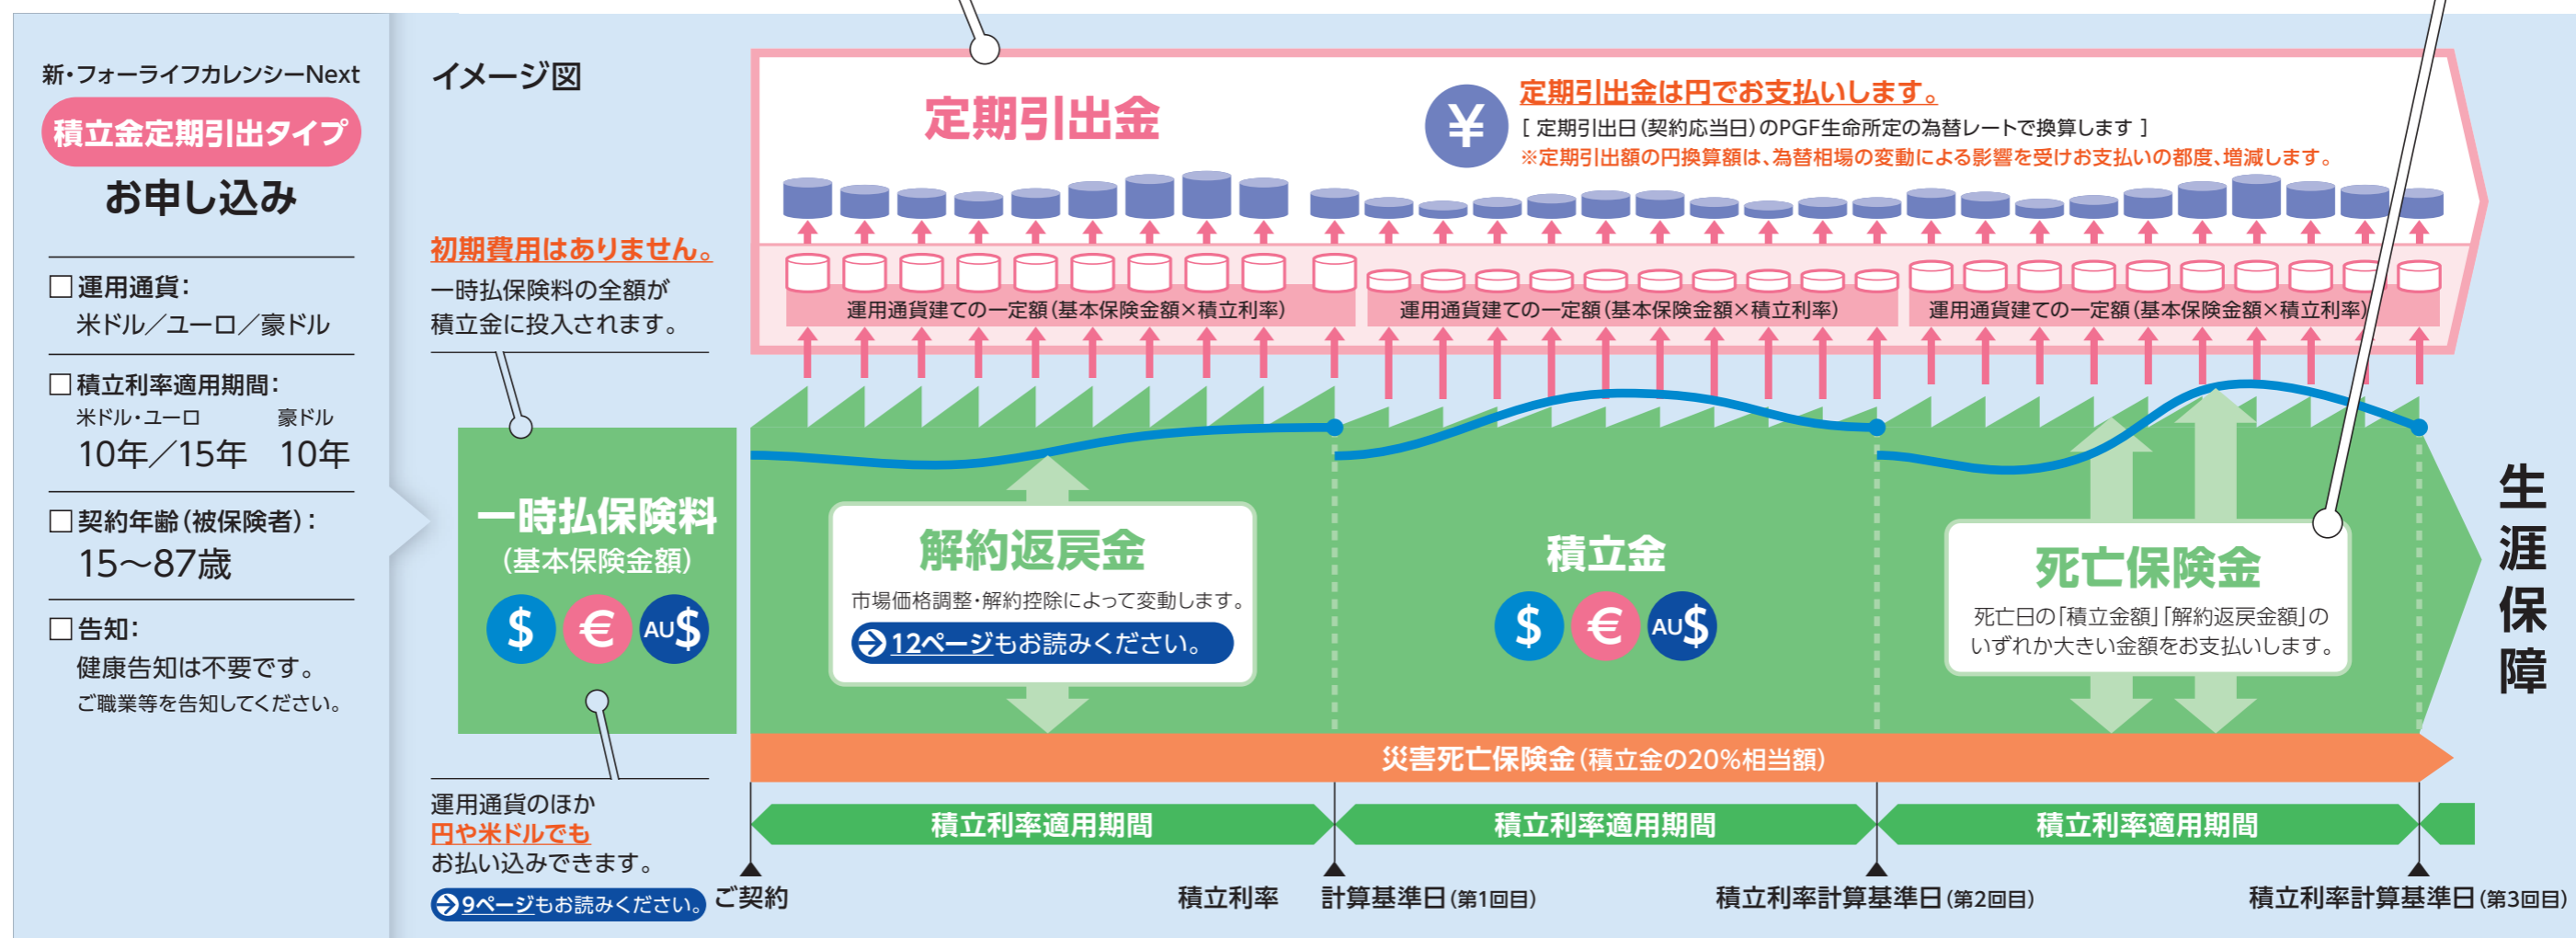 新・フォーライフカレンシーNext
積立金定期引出タイプ
お申し込み
□運用通貨：
米ドル／ユーロ／豪ドル
□積立利率適用期間：
米ドル・ユーロ　豪ドル
10年／15年　10年
□契約年齢（被保険者）：
15～87歳
□告知：
健康告知は不要です。
ご職業等を告知してください。
イメージ図
初期費用はありません。
一時払保険料の全額が
積立金に投入されます。
一時払保険料
（基本保険金額）
$ € AU$
運用通貨のほか
円や米ドルでも
お払い込みできます。
9ページもお読みください。
定期引出金
¥
定期引出金は円でお支払いします。
［ 定期引出日（契約応当日）のPGF生命所定の為替レートで換算します ］
※定期引出額の円換算額は、為替相場の変動による影響を受けお支払いの都度、増減します。
運用通貨建ての一定額（基本保険金額×積立利率）
運用通貨建ての一定額（基本保険金額×積立利率）
運用通貨建ての一定額（基本保険金額×積立利率）
解約返戻金
市場価格調整・解約控除によって変動します。
12ページもお読みください。
積立金
$ € AU$
死亡保険金
死亡日の「積立金額」「解約返戻金額」の
いずれか大きい金額をお支払いします。
生涯保障
災害死亡保険金（積立金の20%相当額）
積立利率適用期間
積立利率適用期間
積立利率適用期間
ご契約
積立利率　計算基準日（第1回目）
積立利率計算基準日（第2回目）
積立利率計算基準日（第3回目）